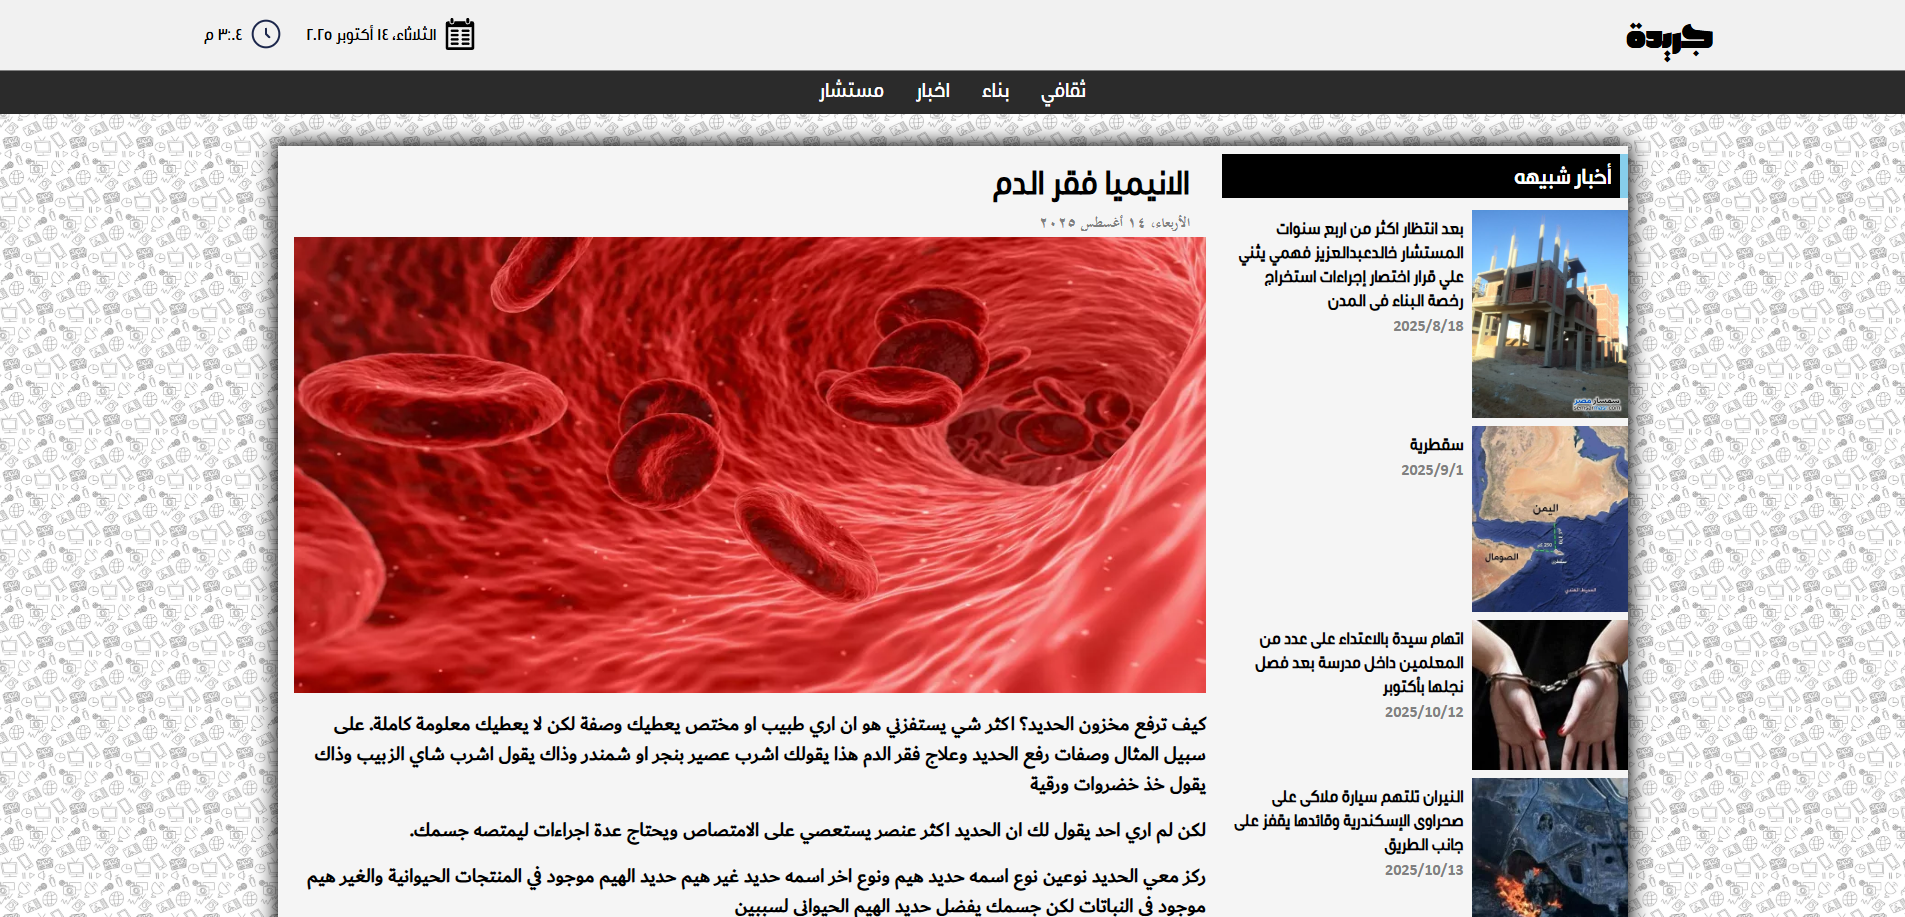 جريدة
الثلاثاء، ١٤ أكتوبر ٢٠٢٥
٣:٠٤ م
ثقافي
بناء
اخبار
مستشار
أخبار شبيهه
بعد انتظار اكثر من اربع سنوات
المستشار خالدعبدالعزيز فهمي يثني
علي قرار اختصار إجراءات استخراج
رخصة البناء فى المدن
2025/8/18
سمسار مصر
سقطرية
2025/9/1
اليمن
الصومال
سقطرى
المحيط الهندي
اتهام سيدة بالاعتداء على عدد من
المعلمين داخل مدرسة بعد فصل
نجلها بأكتوبر
2025/10/12
النيران تلتهم سيارة ملاكى على
صحراوى الإسكندرية وقائدها يقفز على
جانب الطريق
2025/10/13
الانيميا فقر الدم
الأربعاء، ١٤ أغسطس ٢٠٢٥
كيف ترفع مخزون الحديد؟ اكثر شي يستفزني هو ان اري طبيب او مختص يعطيك وصفة لكن لا يعطيك معلومة كاملة. على
سبيل المثال وصفات رفع الحديد وعلاج فقر الدم هذا يقولك اشرب عصير بنجر او شمندر وذاك يقول اشرب شاي الزبيب وذاك
يقول خذ خضروات ورقية
لكن لم اري احد يقول لك ان الحديد اكثر عنصر يستعصي على الامتصاص ويحتاج عدة اجراءات ليمتصه جسمك.
ركز معي الحديد نوعين نوع اسمه حديد هيم ونوع اخر اسمه حديد غير هيم حديد الهيم موجود في المنتجات الحيوانية والغير هيم
موجود في النباتات لكن جسمك يفضل حديد الهيم الحيواني لسببين